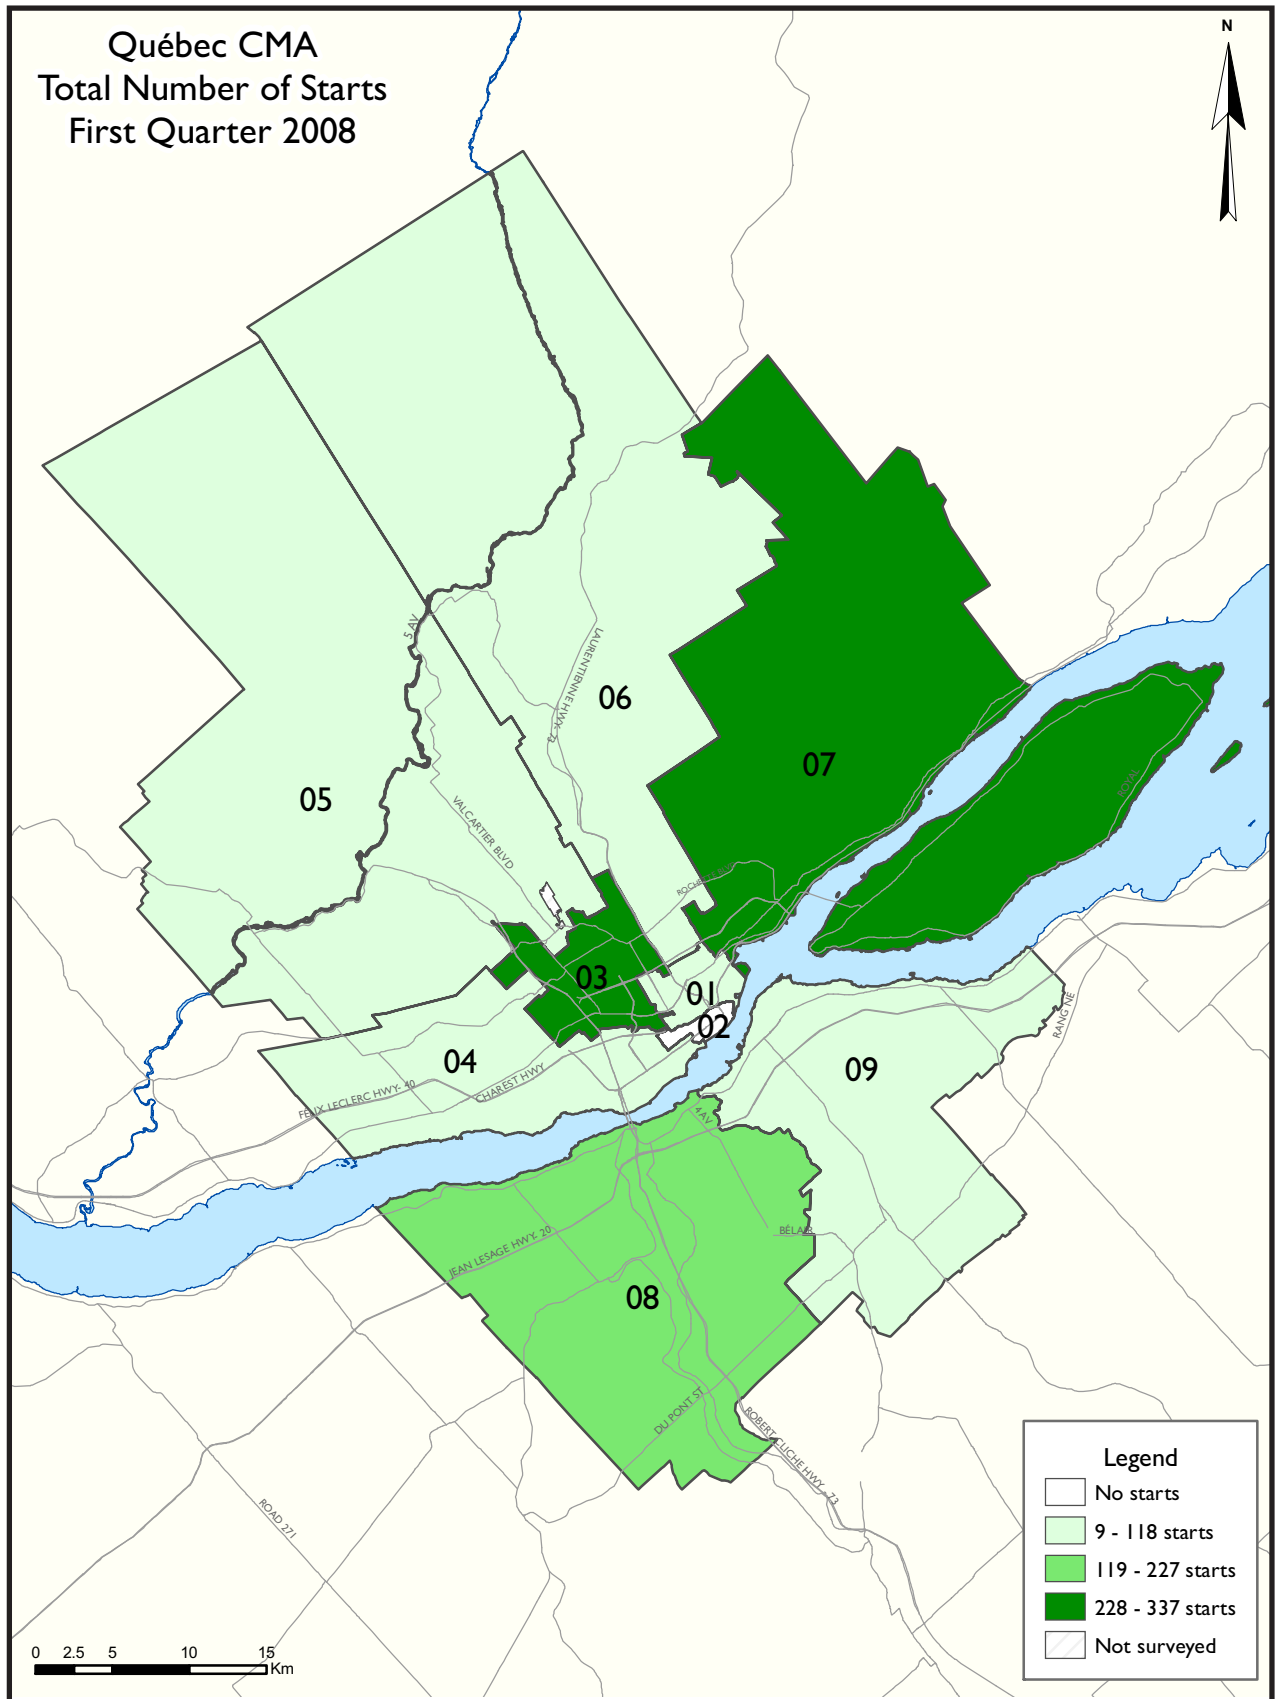 Québec CMA
Total Number of Starts
First Quarter 2008
N
5 AV
LAURENTIENNE HWY- 73
06
07
05
ROYAL
VALCARTIER BLVD
03
01
02
RANG NE
04
09
FÉLIX LECLERC HWY- 40
CHAREST HWY
4 AV
BÉLAIR
JEAN LESAGE HWY- 20
08
DU PONT ST
ROBERT CLICHE HWY - 73
ROAD 271
Legend
No starts
9 - 118 starts
119 - 227 starts
228 - 337 starts
Not surveyed
0 2.5 5 10 15
Km